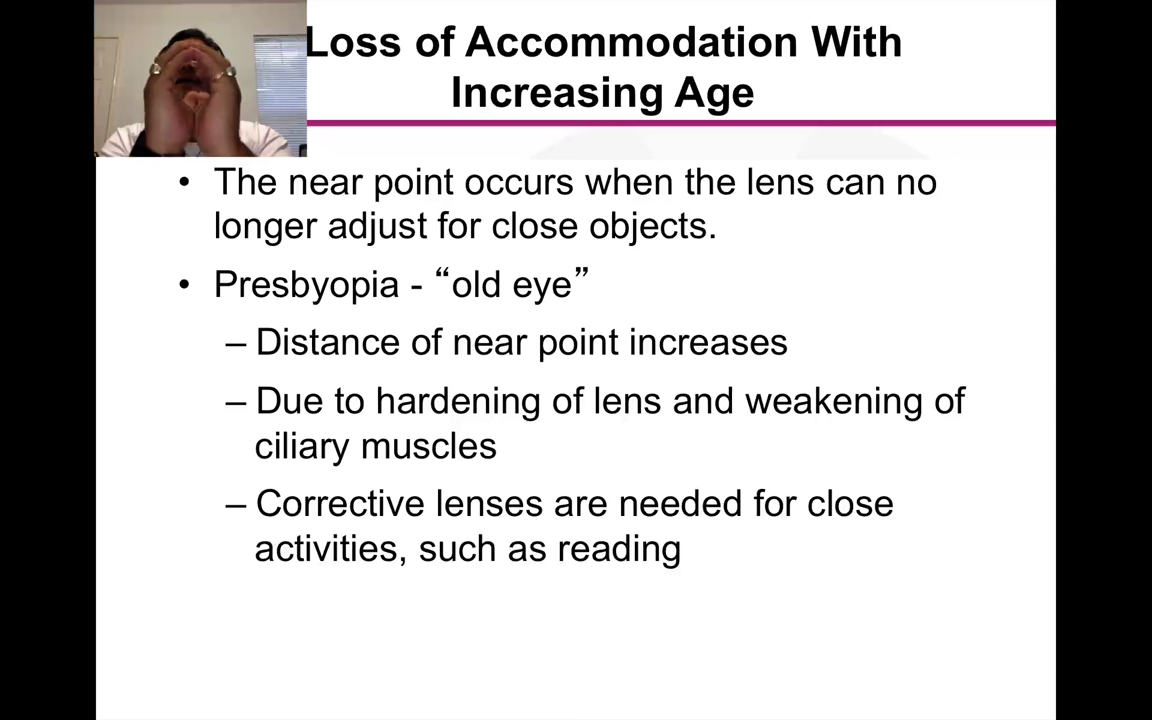 Loss of Accommodation With
Increasing Age
• The near point occurs when the lens can no
longer adjust for close objects.
• Presbyopia - “old eye”
– Distance of near point increases
– Due to hardening of lens and weakening of
ciliary muscles
– Corrective lenses are needed for close
activities, such as reading